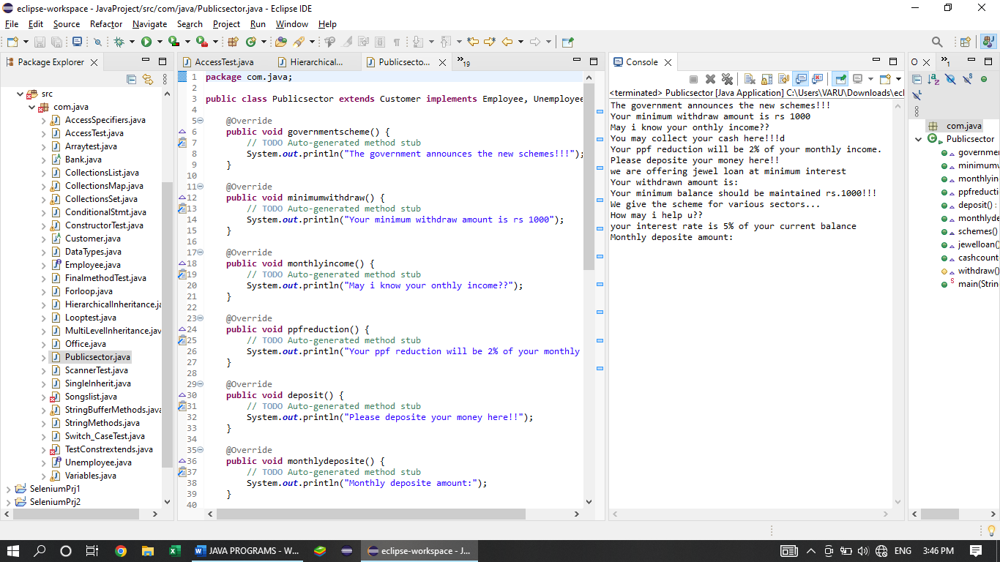 eclipse-workspace - JavaProject/src/com/java/Publicsector.java - Eclipse IDE
File Edit Source Refactor Navigate Search Project Run Window Help
Package Explorer
src
com.java
AccessSpecifiers.java
AccessTest.java
Arraytest.java
Bank.java
CollectionsList.java
CollectionsMap.java
CollectionsSet.java
ConditionalStmt.java
ConstructorTest.java
Customer.java
DataTypes.java
Employee.java
FinalmethodTest.java
Forloop.java
HierarchicalInheritance.ja
Looptest.java
MultiLevelInheritance.jav
Office.java
Publicsector.java
ScannerTest.java
SingleInherit.java
Songslist.java
StringBufferMethods.java
StringMethods.java
Switch_CaseTest.java
TestConstrextends.java
Unemployee.java
Variables.java
SeleniumPrj1
SeleniumPrj2
AccessTest.java Hierarchical... Publicsecto... »19
1 package com.java;
2
3 public class Publicsector extends Customer implements Employee, Unemployee
4
5 @Override
6 public void governmentscheme() {
7 // TODO Auto-generated method stub
8 System.out.println("The government announces the new schemes!!!");
9 }
10
11 @Override
12 public void minimumwithdraw() {
13 // TODO Auto-generated method stub
14 System.out.println("Your minimum withdraw amount is rs 1000");
15 }
16
17 @Override
18 public void monthlyincome() {
19 // TODO Auto-generated method stub
20 System.out.println("May i know your onthly income??");
21 }
22
23 @Override
24 public void ppfreduction() {
25 // TODO Auto-generated method stub
26 System.out.println("Your ppf reduction will be 2% of your monthly
27 }
28
29 @Override
30 public void deposit() {
31 // TODO Auto-generated method stub
32 System.out.println("Please deposite your money here!!");
33 }
34
35 @Override
36 public void monthlydeposite() {
37 // TODO Auto-generated method stub
38 System.out.println("Monthly deposite amount:");
39 }
40
Console
<terminated> Publicsector [Java Application] C:\Users\VARU\Downloads\ecl
The government announces the new schemes!!!
Your minimum withdraw amount is rs 1000
May i know your onthly income??
You may collect your cash here!!!d
Your ppf reduction will be 2% of your monthly income.
Please deposite your money here!!
we are offering jewel loan at minimum interest
Your withdrawn amount is:
Your minimum balance should be maintained rs.1000!!!
We give the scheme for various sectors...
How may i help u??
your interest rate is 5% of your current balance
Monthly deposite amount:
O »1
com.java
Publicsector
governmen
minimumw
monthlyin
ppfreducti
deposit() :
monthlyde
schemes()
jewelloan(
cashcount
withdraw()
main(Strin
JAVA PROGRAMS - W...
eclipse-workspace - J...
ENG 3:46 PM